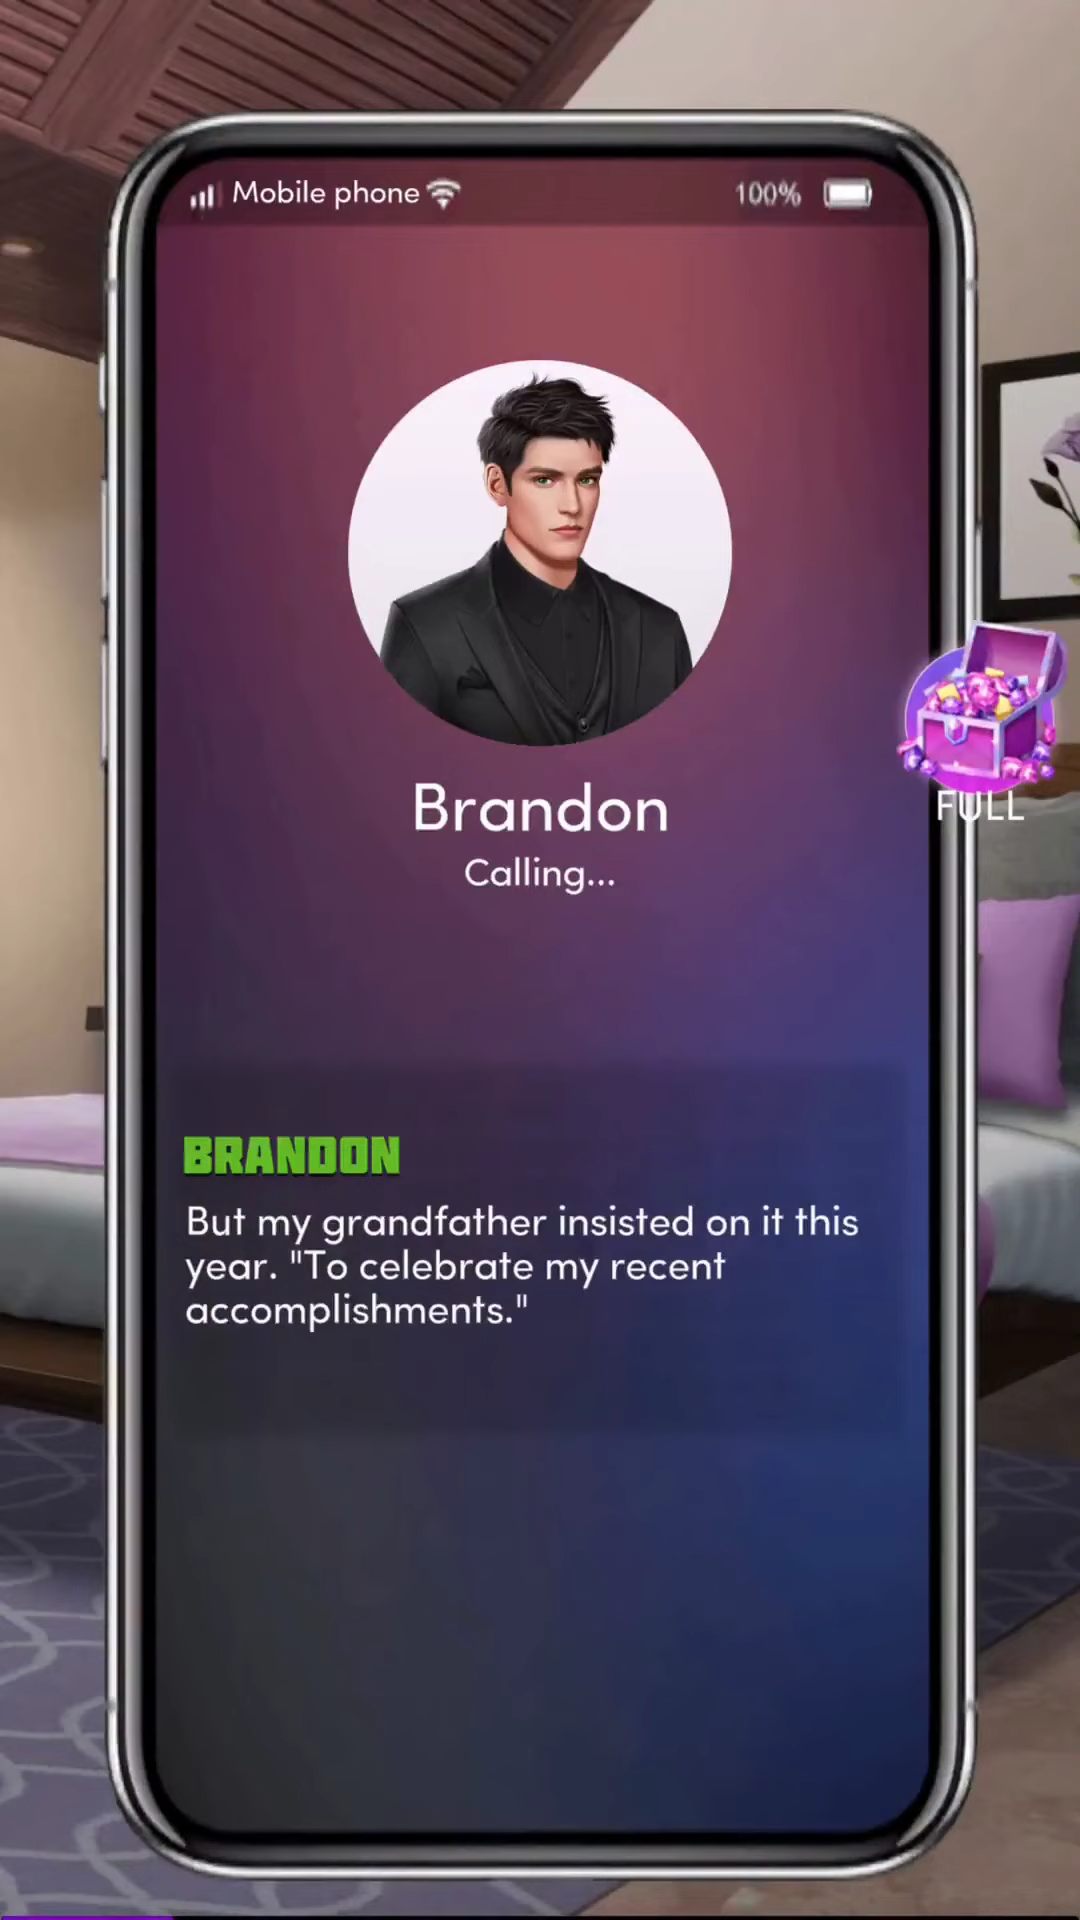 Mobile phone
100%
Brandon
Calling...
FULL
BRANDON
But my grandfather insisted on it this
year. "To celebrate my recent
accomplishments."